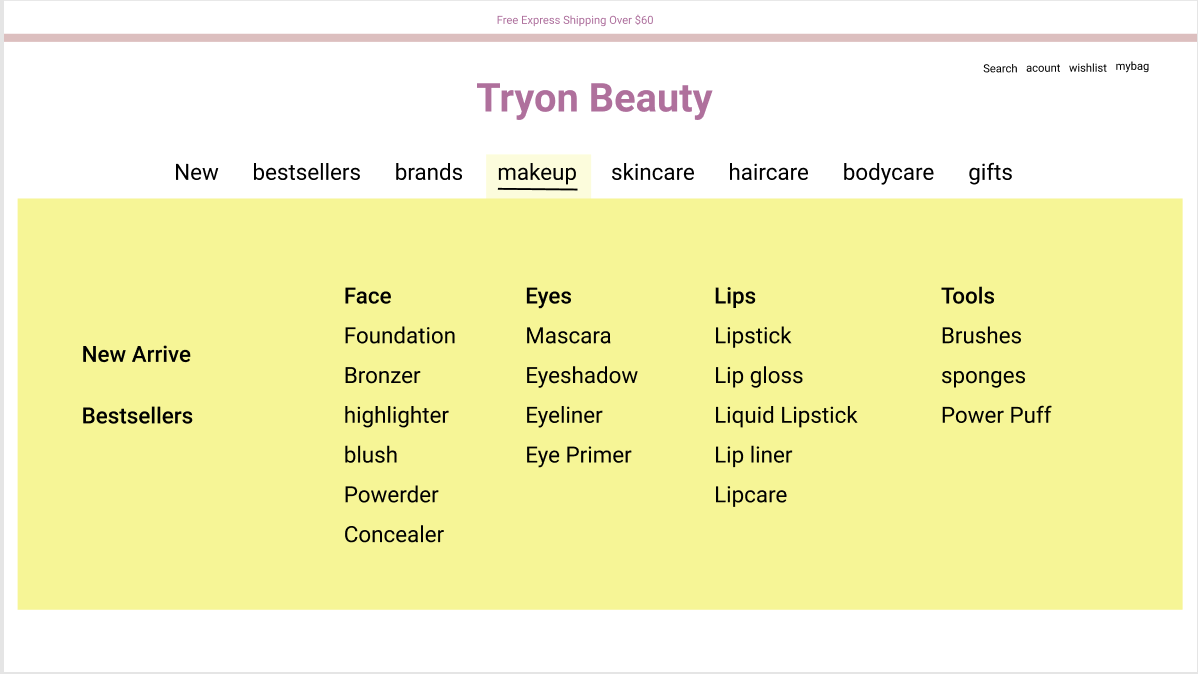 Free Express Shipping Over $60
Search acount wishlist mybag
Tryon Beauty
New bestsellers brands makeup skincare haircare bodycare gifts
New Arrive
Bestsellers
Face
Foundation
Bronzer
highlighter
blush
Powerder
Concealer
Eyes
Mascara
Eyeshadow
Eyeliner
Eye Primer
Lips
Lipstick
Lip gloss
Liquid Lipstick
Lip liner
Lipcare
Tools
Brushes
sponges
Power Puff